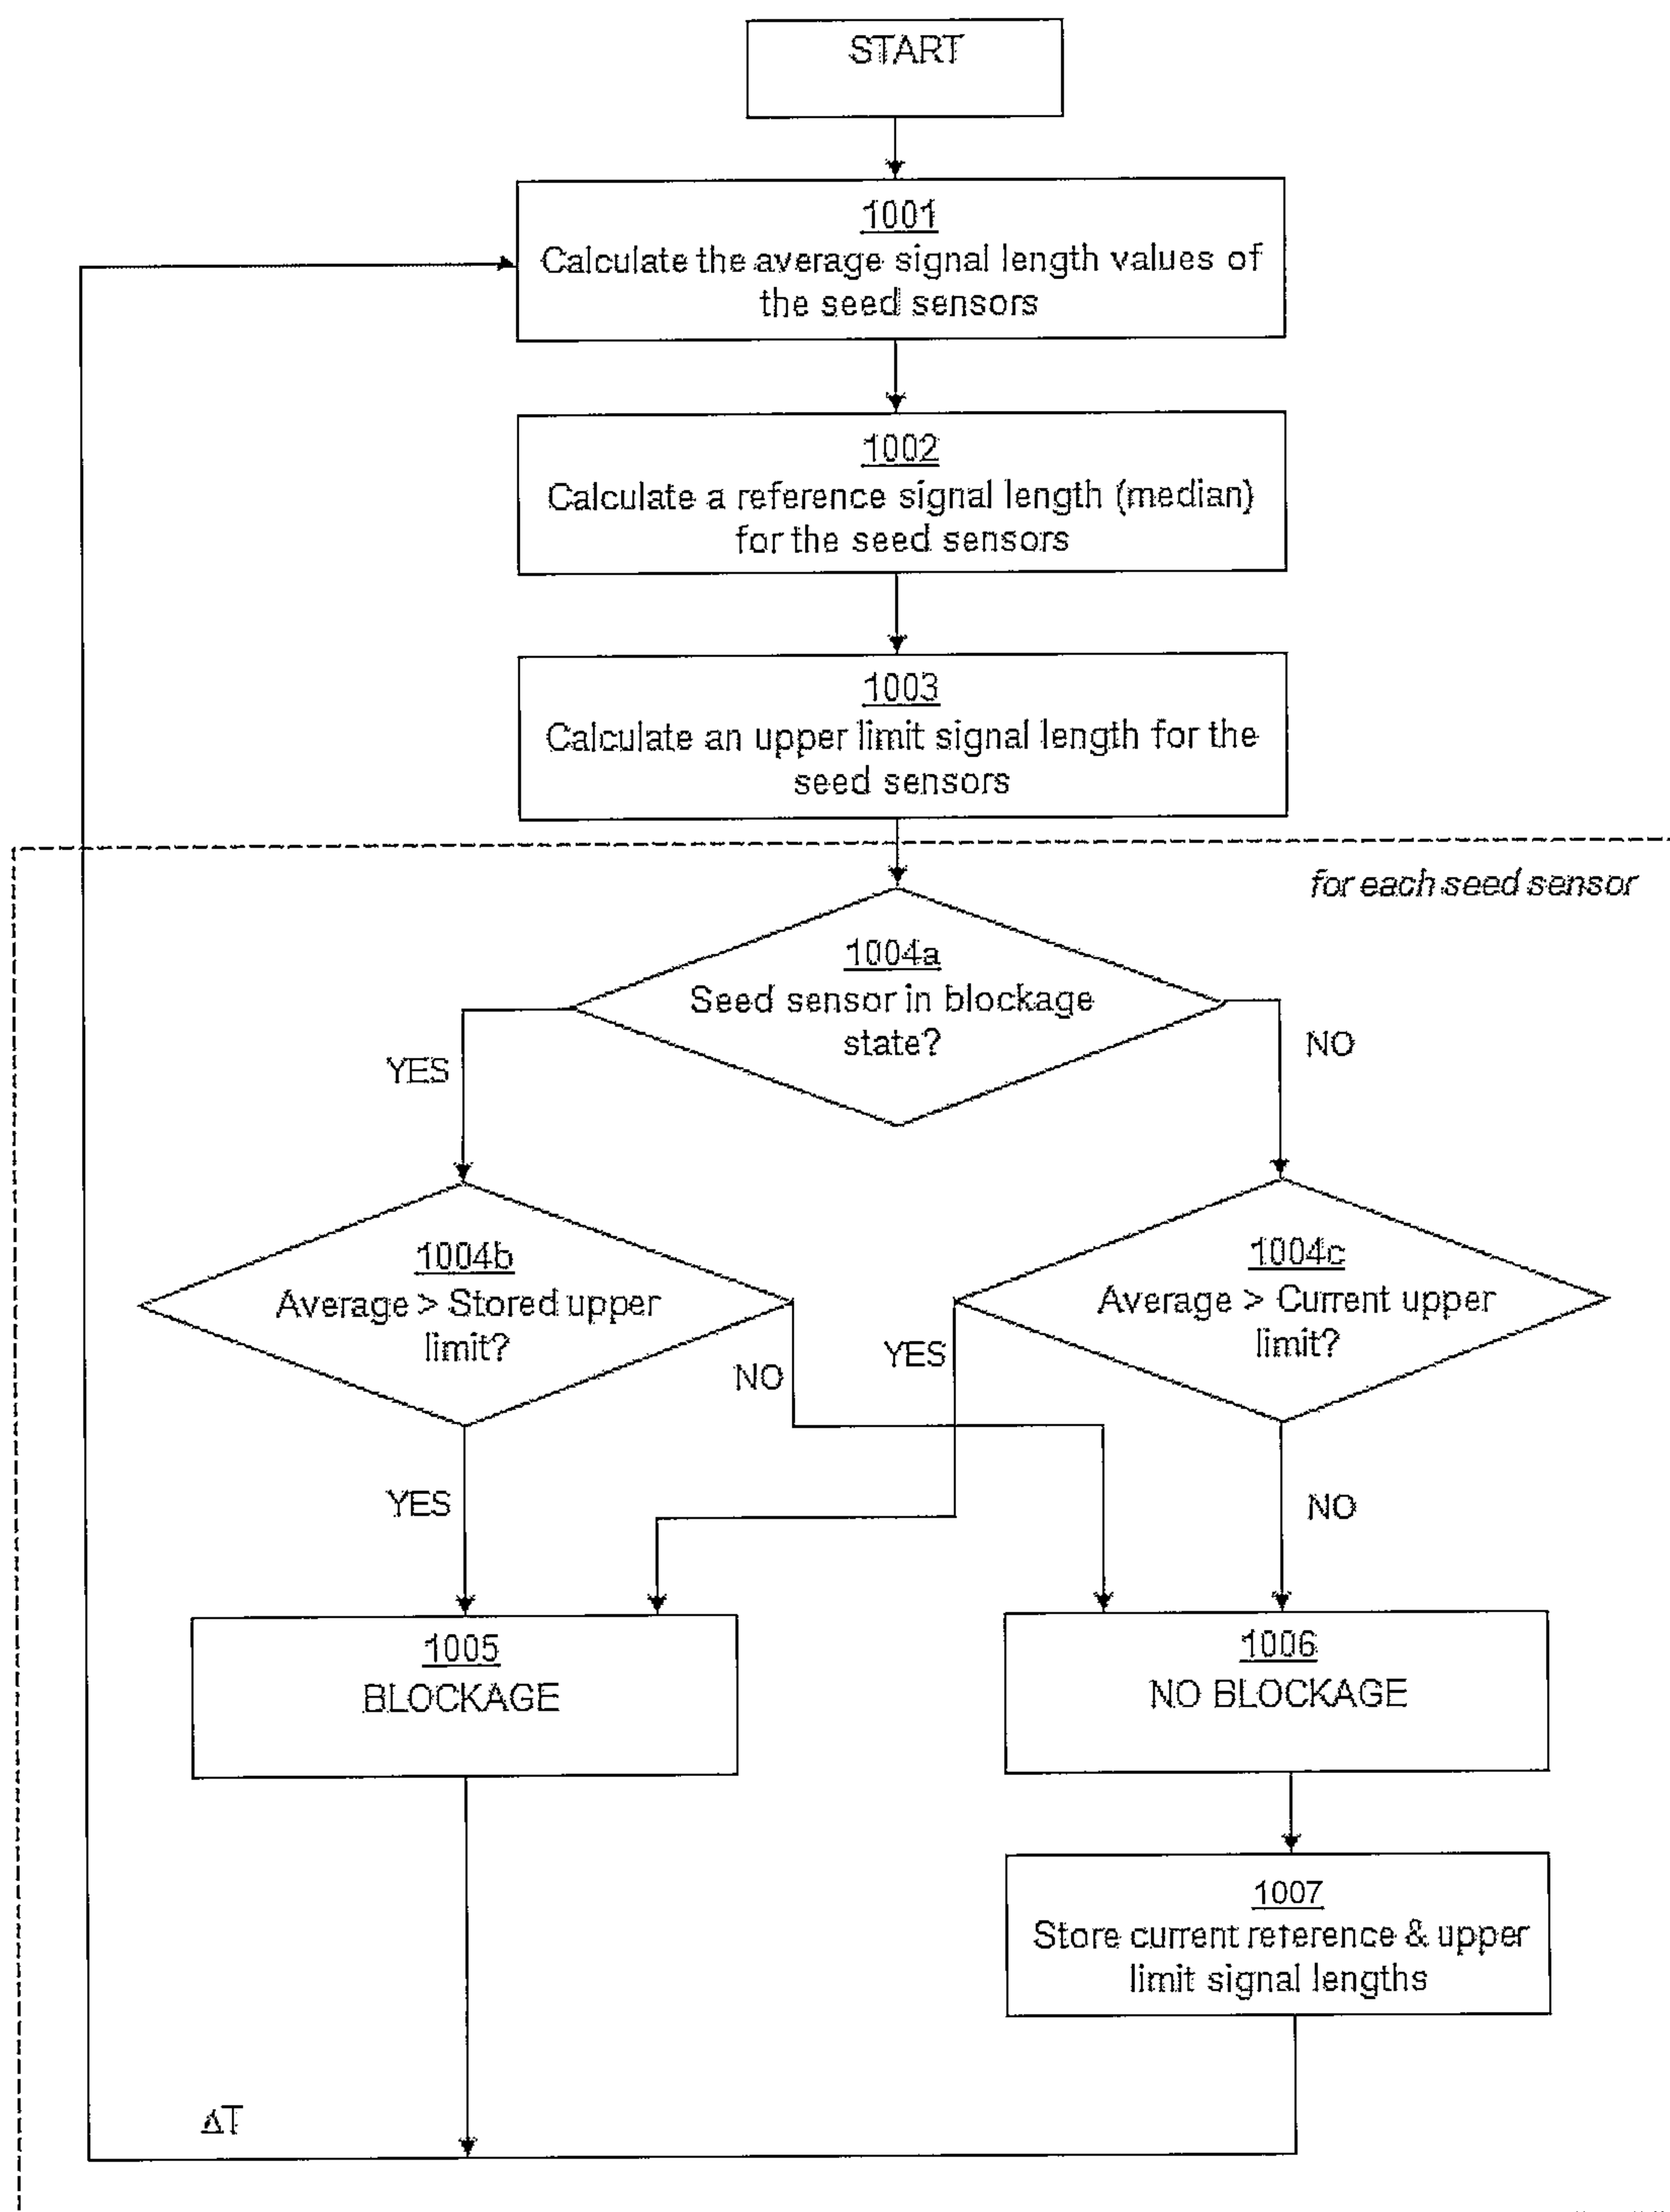 START
1001
Calculate the average signal length values of
the seed sensors
1002
Calculate a reference signal length (median)
for the seed sensors
1003
Calculate an upper limit signal length for the
seed sensors
for each seed sensor
1004a
Seed sensor in blockage
state?
YES
NO
1004b
Average > Stored upper
limit?
1004c
Average > Current upper
limit?
NO
YES
YES
NO
1005
BLOCKAGE
1006
NO BLOCKAGE
1007
Store current reference & upper
limit signal lengths
ΔT